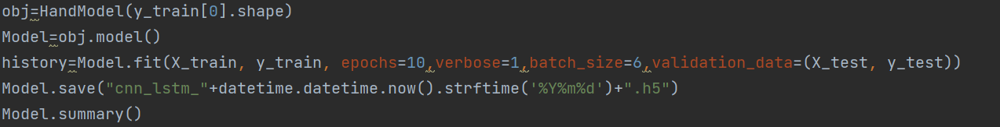 obj=HandModel(y_train[0].shape)
Model=obj.model()
history=Model.fit(X_train, y_train, epochs=10,verbose=1,batch_size=6,validation_data=(X_test, y_test))
Model.save("cnn_lstm_"+datetime.datetime.now().strftime('%Y%m%d')+".h5")
Model.summary()